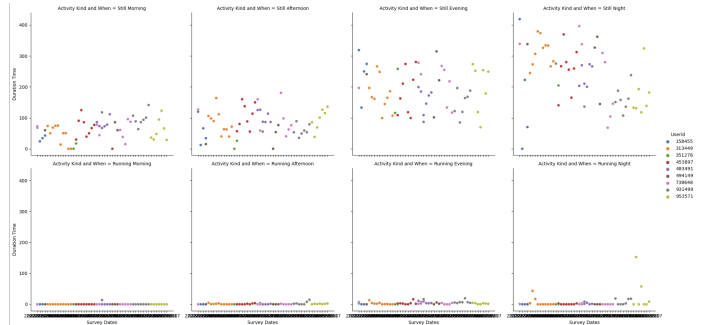 Activity Kind and When = Still Morning
Activity Kind and When = Still Afternoon
Activity Kind and When = Still Evening
Activity Kind and When = Still Night
400
300
200
100
0
Duration Time
Userid
158455
313449
351278
453897
483491
494149
738648
931499
953571
Activity Kind and When = Running Morning
Activity Kind and When = Running Afternoon
Activity Kind and When = Running Evening
Activity Kind and When = Running Night
400
300
200
100
0
Duration Time
Survey Dates
Survey Dates
Survey Dates
Survey Dates